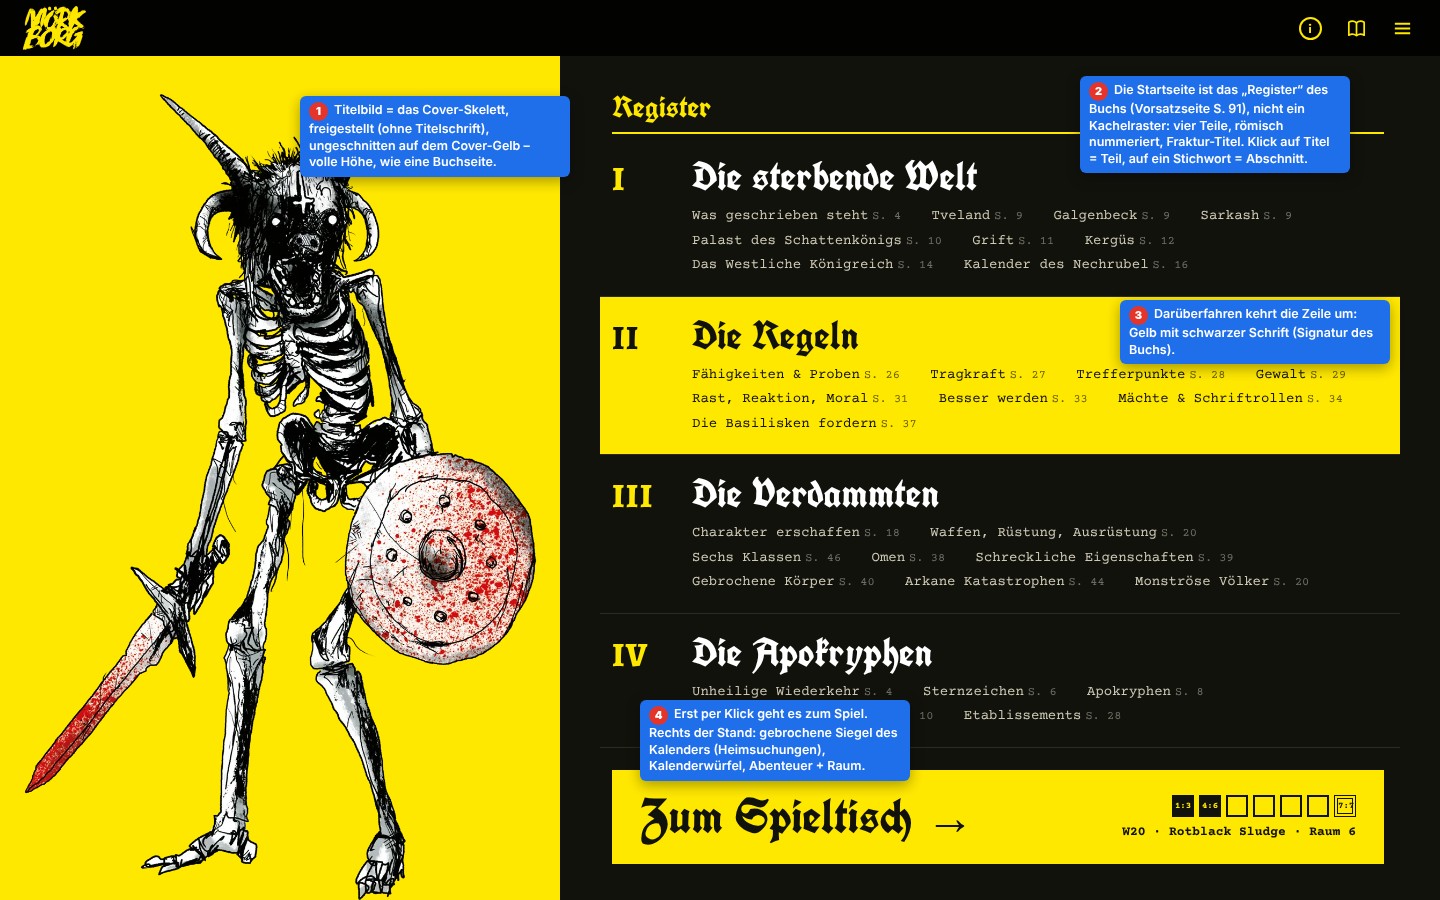 MÖRK
BORG
1 Titelbild = das Cover-Skelett,
freigestellt (ohne Titelschrift),
ungeschnitten auf dem Cover-Gelb –
volle Höhe, wie eine Buchseite.
Register
2 Die Startseite ist das „Register“ des
Buchs (Vorsatzseite S. 91), nicht ein
Kachelraster: vier Teile, römisch
nummeriert, Fraktur-Titel. Klick auf Titel
= Teil, auf ein Stichwort = Abschnitt.
I Die sterbende Welt
Was geschrieben steht S. 4 Tveland S. 9 Galgenbeck S. 9 Sarkash S. 9
Palast des Schattenkönigs S. 10 Grift S. 11 Kergüs S. 12
Das Westliche Königreich S. 14 Kalender des Nechrubel S. 16
3 Darüberfahren kehrt die Zeile um:
Gelb mit schwarzer Schrift (Signatur des
Buchs).
II Die Regeln
Fähigkeiten & Proben S. 26 Tragkraft S. 27 Trefferpunkte S. 28 Gewalt S. 29
Rast, Reaktion, Moral S. 31 Besser werden S. 33 Mächte & Schriftrollen S. 34
Die Basilisken fordern S. 37
III Die Verdammten
Charakter erschaffen S. 18 Waffen, Rüstung, Ausrüstung S. 20
Sechs Klassen S. 46 Omen S. 38 Schreckliche Eigenschaften S. 39
Gebrochene Körper S. 40 Arkane Katastrophen S. 44 Monströse Völker S. 20
IV Die Apokryphen
Unheilige Wiederkehr S. 4 Sternzeichen S. 6 Apokryphen S. 8
10 Etablissements S. 28
4 Erst per Klick geht es zum Spiel.
Rechts der Stand: gebrochene Siegel des
Kalenders (Heimsuchungen),
Kalenderwürfel, Abenteuer + Raum.
Zum Spieltisch →
1:3 4:6 7:7
W20 · Rotblack Sludge · Raum 6